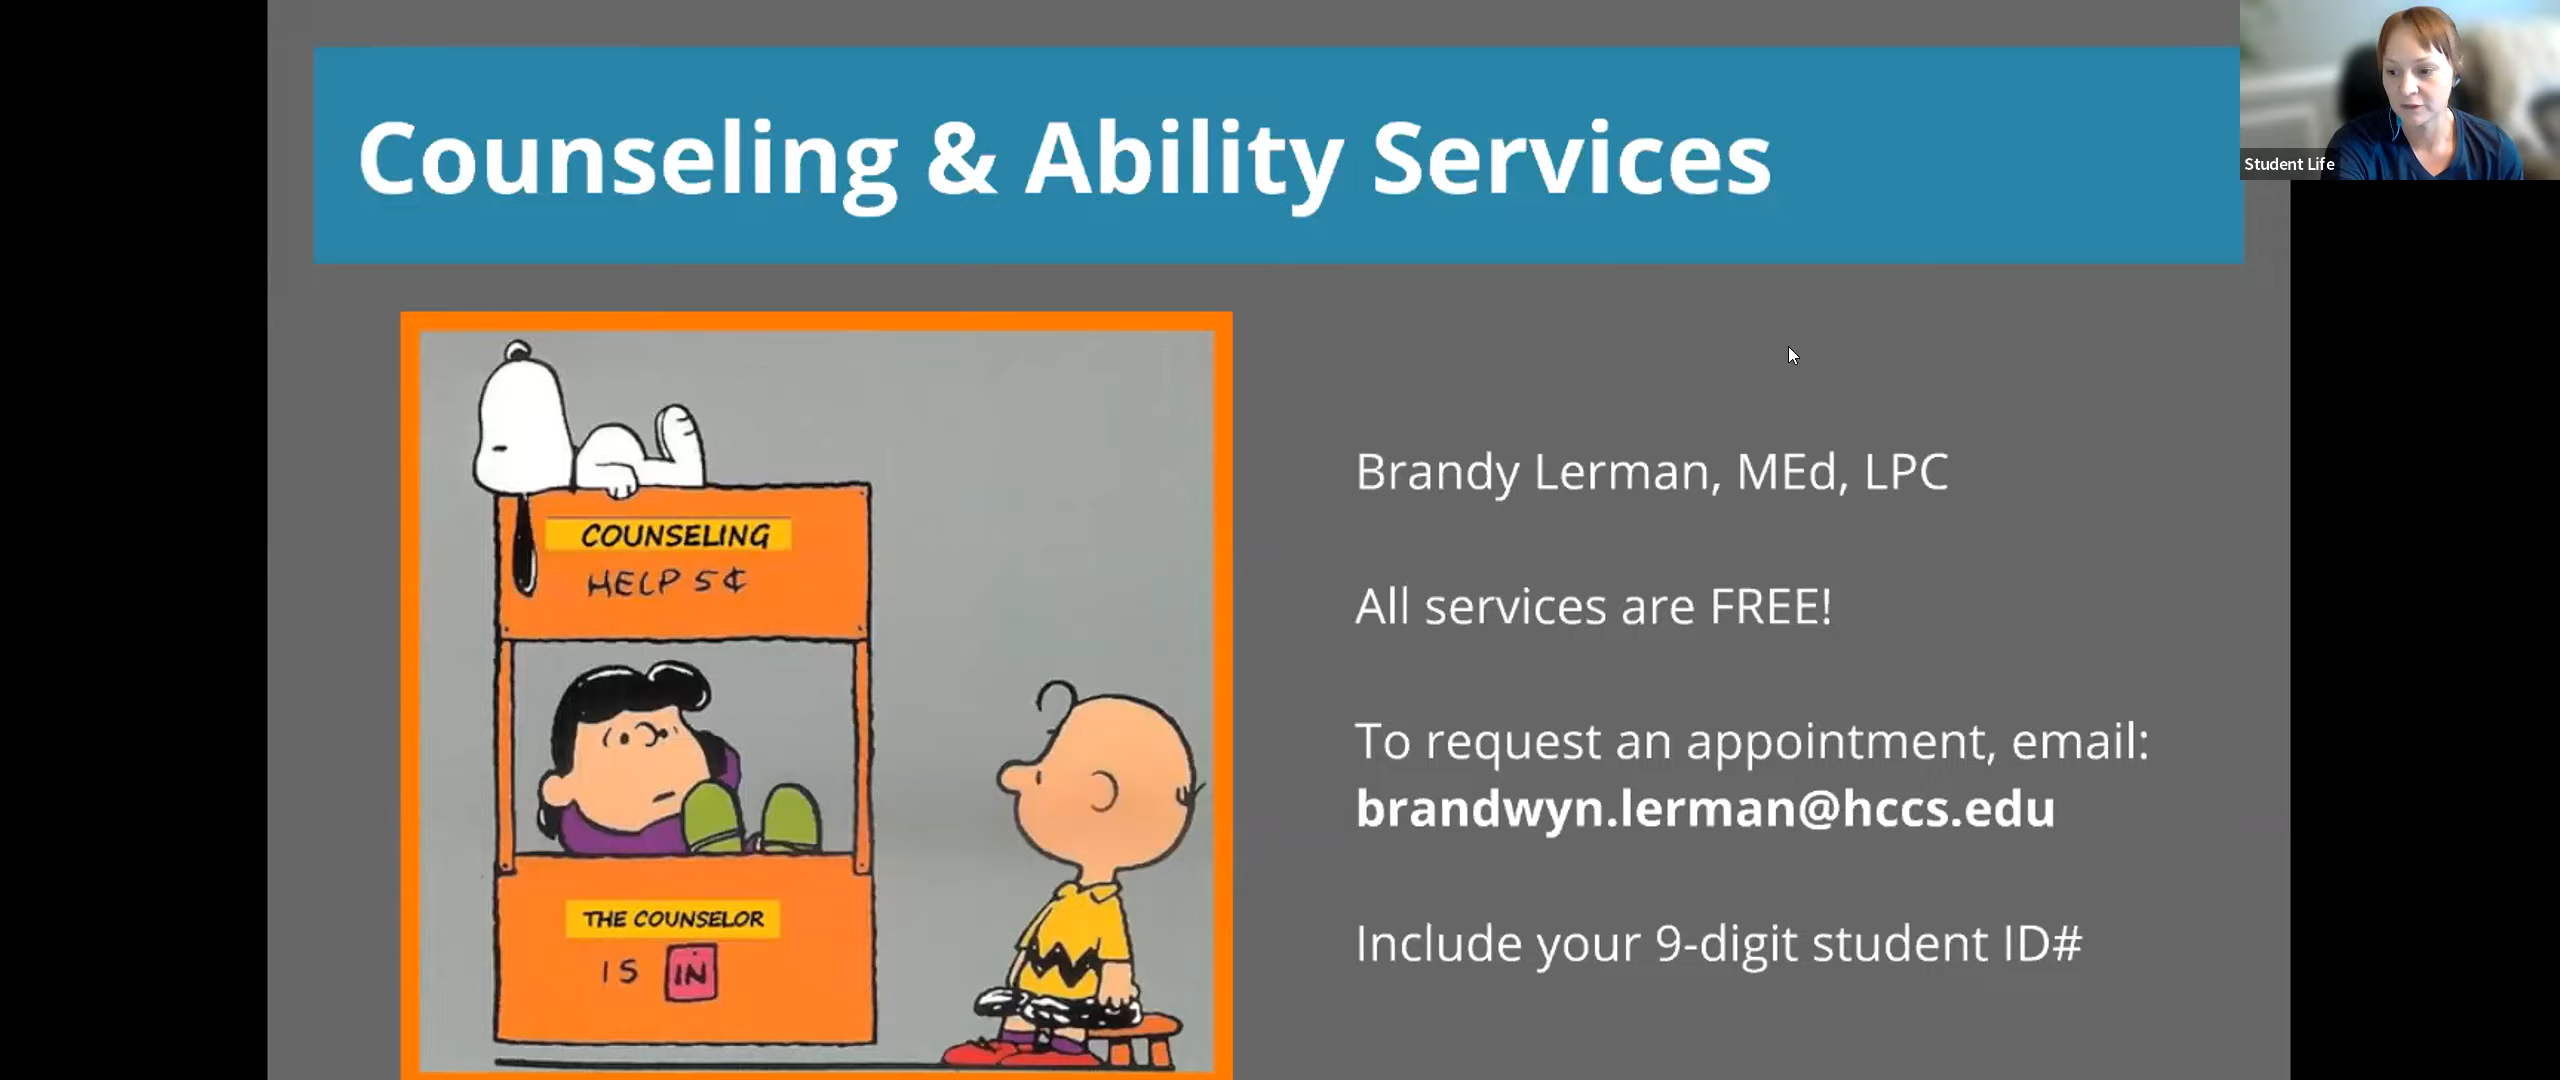 Counseling & Ability Services
Student Life
COUNSELING
HELP 5¢
THE COUNSELOR
IS IN
Brandy Lerman, MEd, LPC
All services are FREE!
To request an appointment, email:
brandwyn.lerman@hccs.edu
Include your 9-digit student ID#